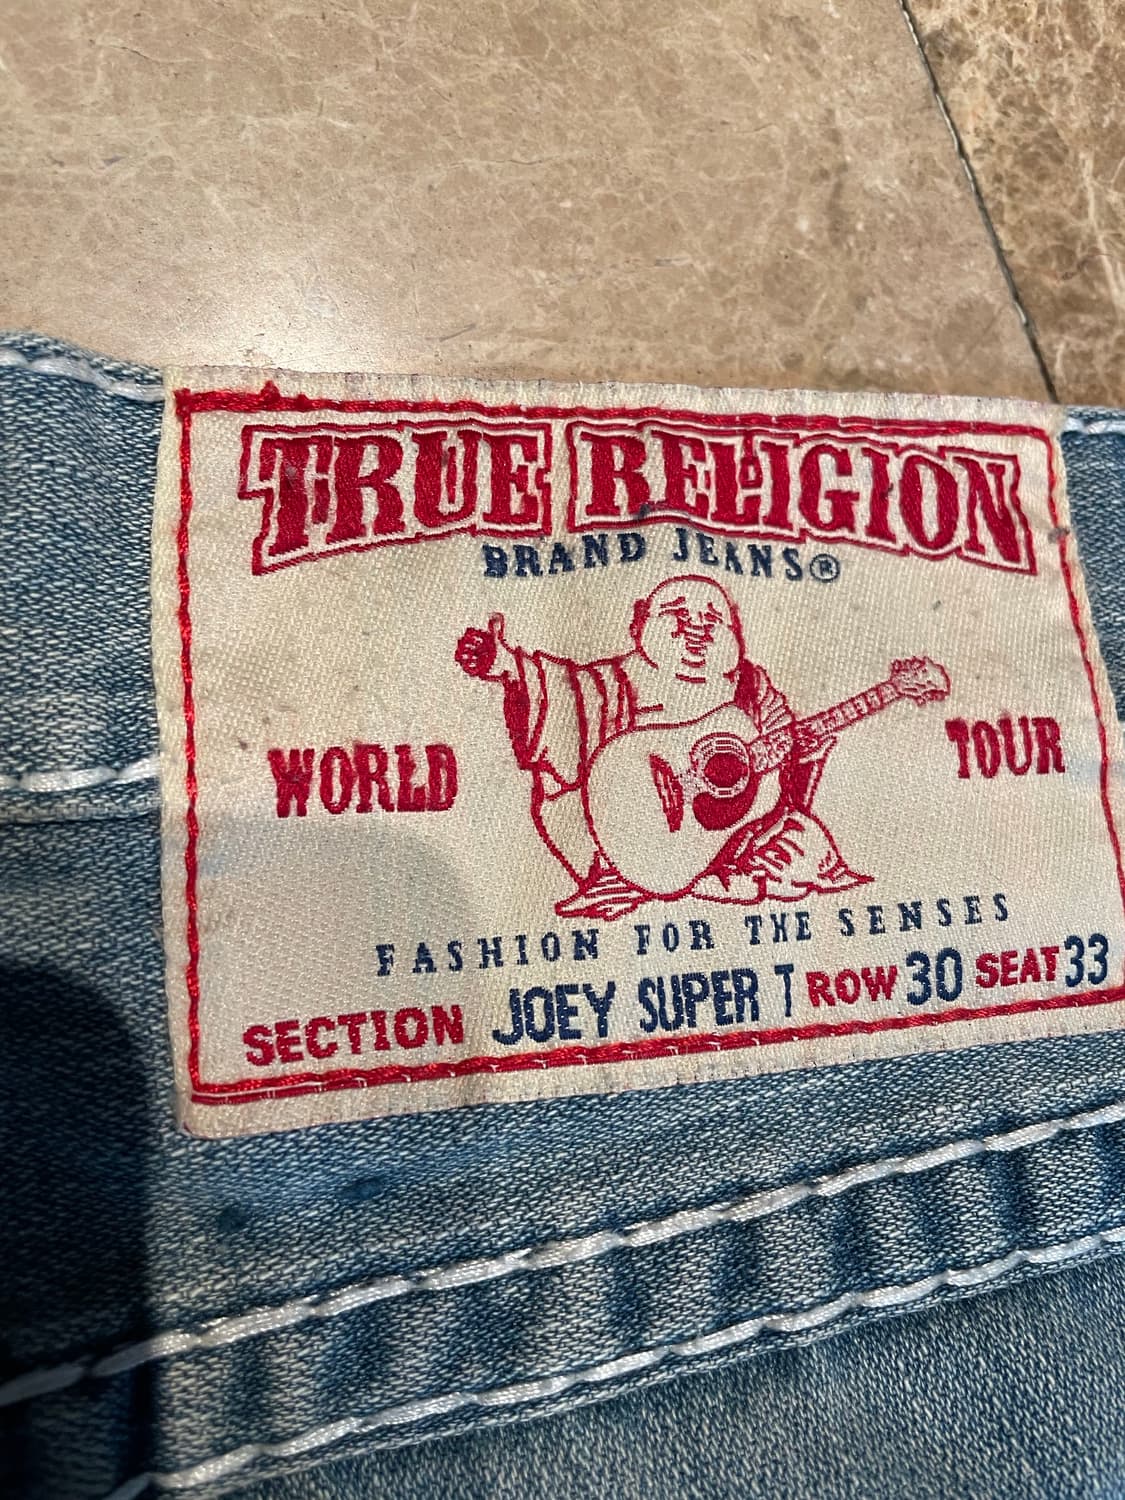 TRUE RELIGION
BRAND JEANS®
WORLD TOUR
FASHION FOR THE SENSES
SECTION JOEY SUPER T ROW 30 SEAT 33